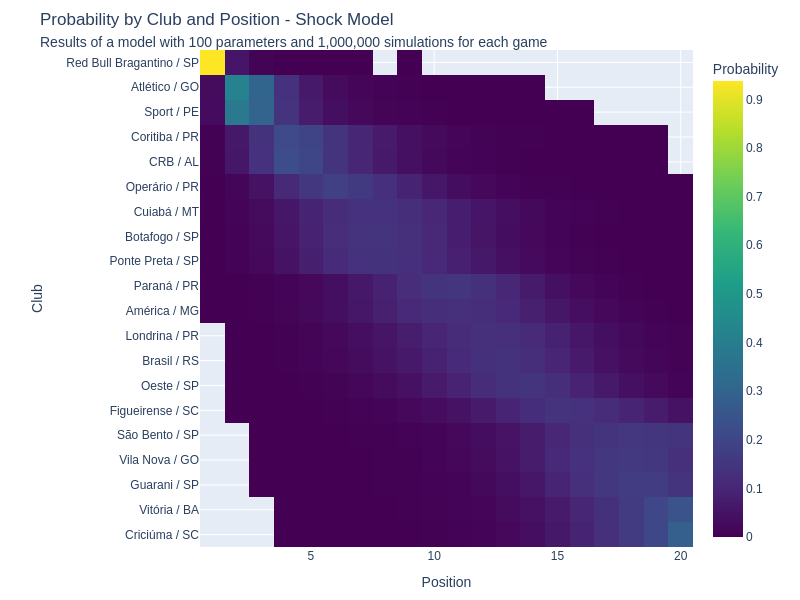 Probability by Club and Position - Shock Model
Results of a model with 100 parameters and 1,000,000 simulations for each game
Red Bull Bragantino / SP
Atlético / GO
Sport / PE
Coritiba / PR
CRB / AL
Operário / PR
Cuiabá / MT
Botafogo / SP
Ponte Preta / SP
Paraná / PR
América / MG
Londrina / PR
Brasil / RS
Oeste / SP
Figueirense / SC
São Bento / SP
Vila Nova / GO
Guarani / SP
Vitória / BA
Criciúma / SC
Club
5
10
15
20
Position
Probability
0.9
0.8
0.7
0.6
0.5
0.4
0.3
0.2
0.1
0